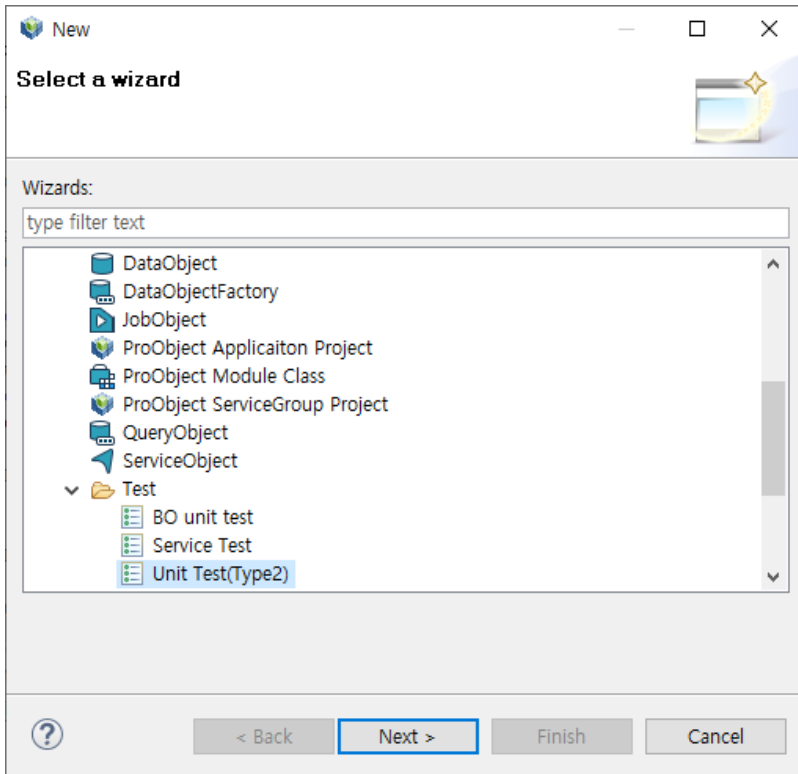 New
Select a wizard
Wizards:
type filter text
DataObject
DataObjectFactory
JobObject
ProObject Applicaiton Project
ProObject Module Class
ProObject ServiceGroup Project
QueryObject
ServiceObject
Test
BO unit test
Service Test
Unit Test(Type2)
< Back
Next >
Finish
Cancel